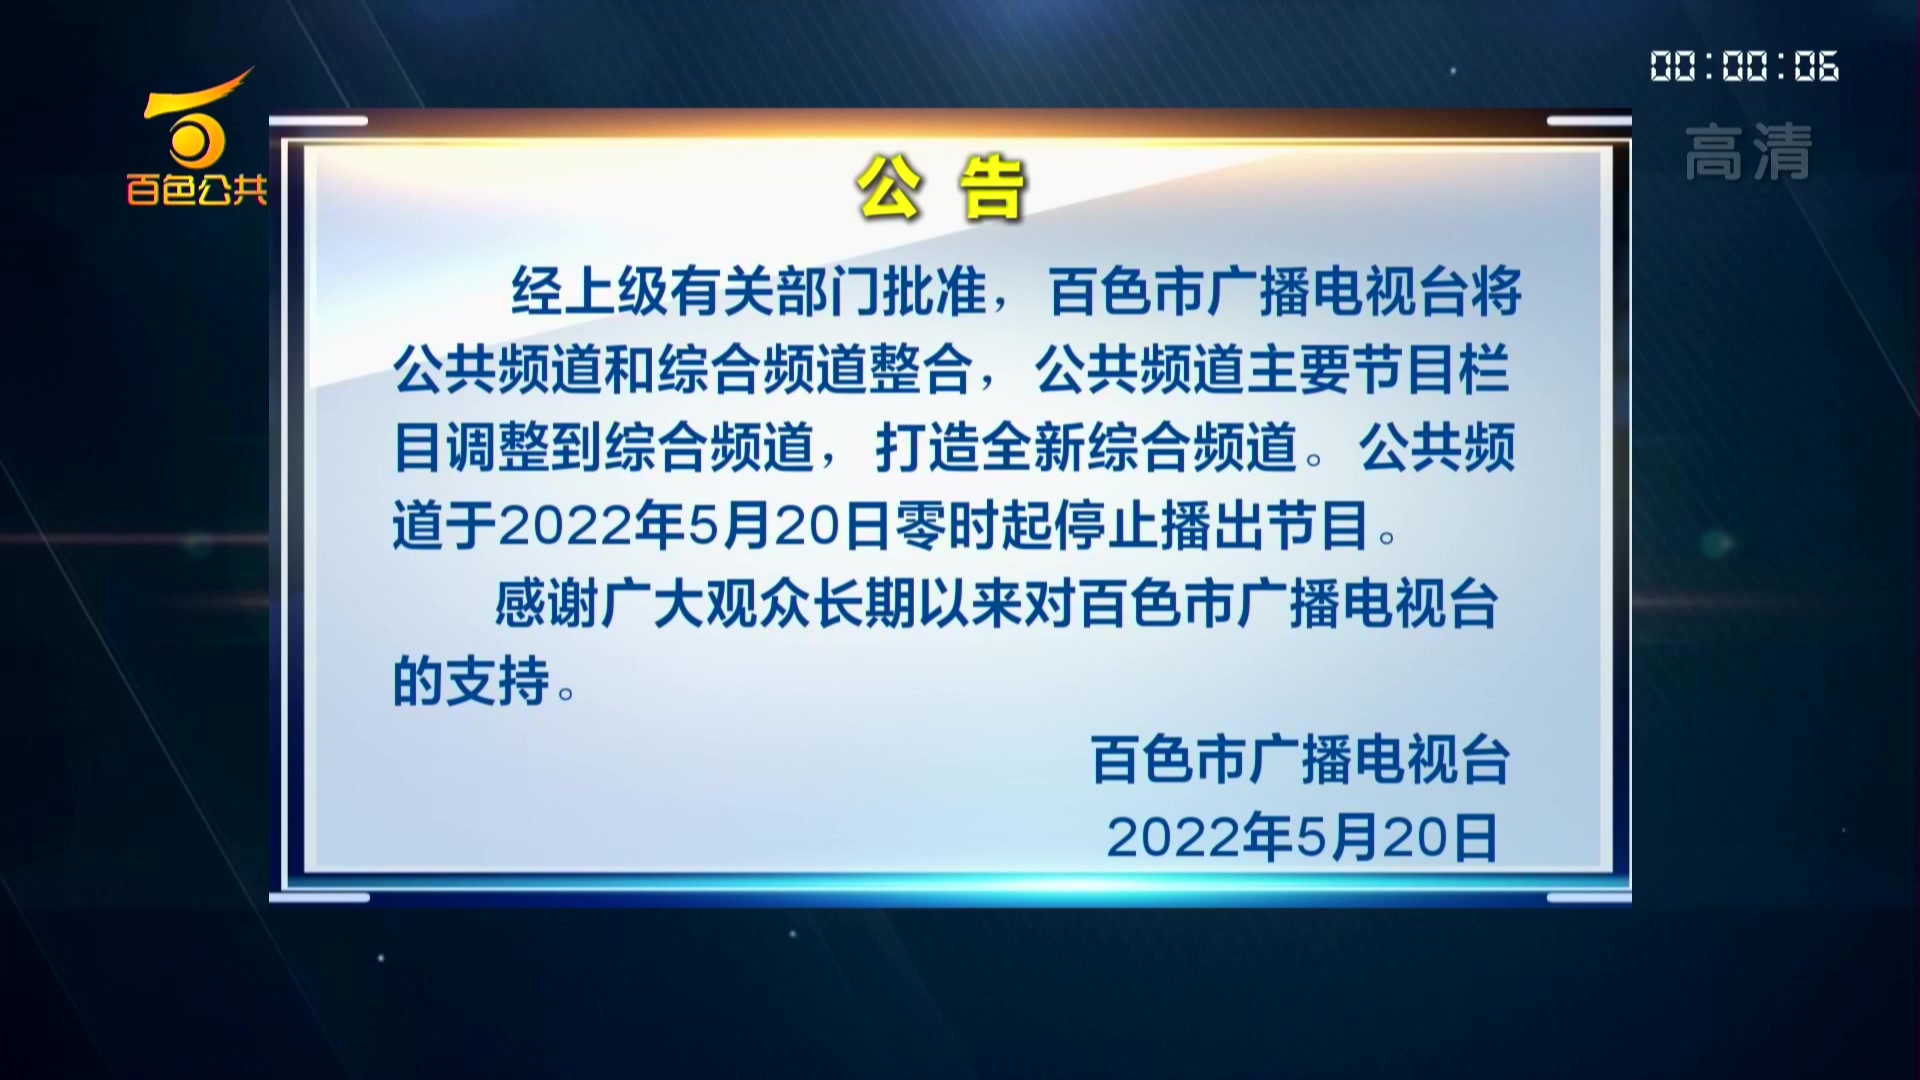 00:00:06
百色公共
高清
公 告
经上级有关部门批准，百色市广播电视台将
公共频道和综合频道整合，公共频道主要节目栏
目调整到综合频道，打造全新综合频道。公共频
道于2022年5月20日零时起停止播出节目。
感谢广大观众长期以来对百色市广播电视台
的支持。
百色市广播电视台
2022年5月20日